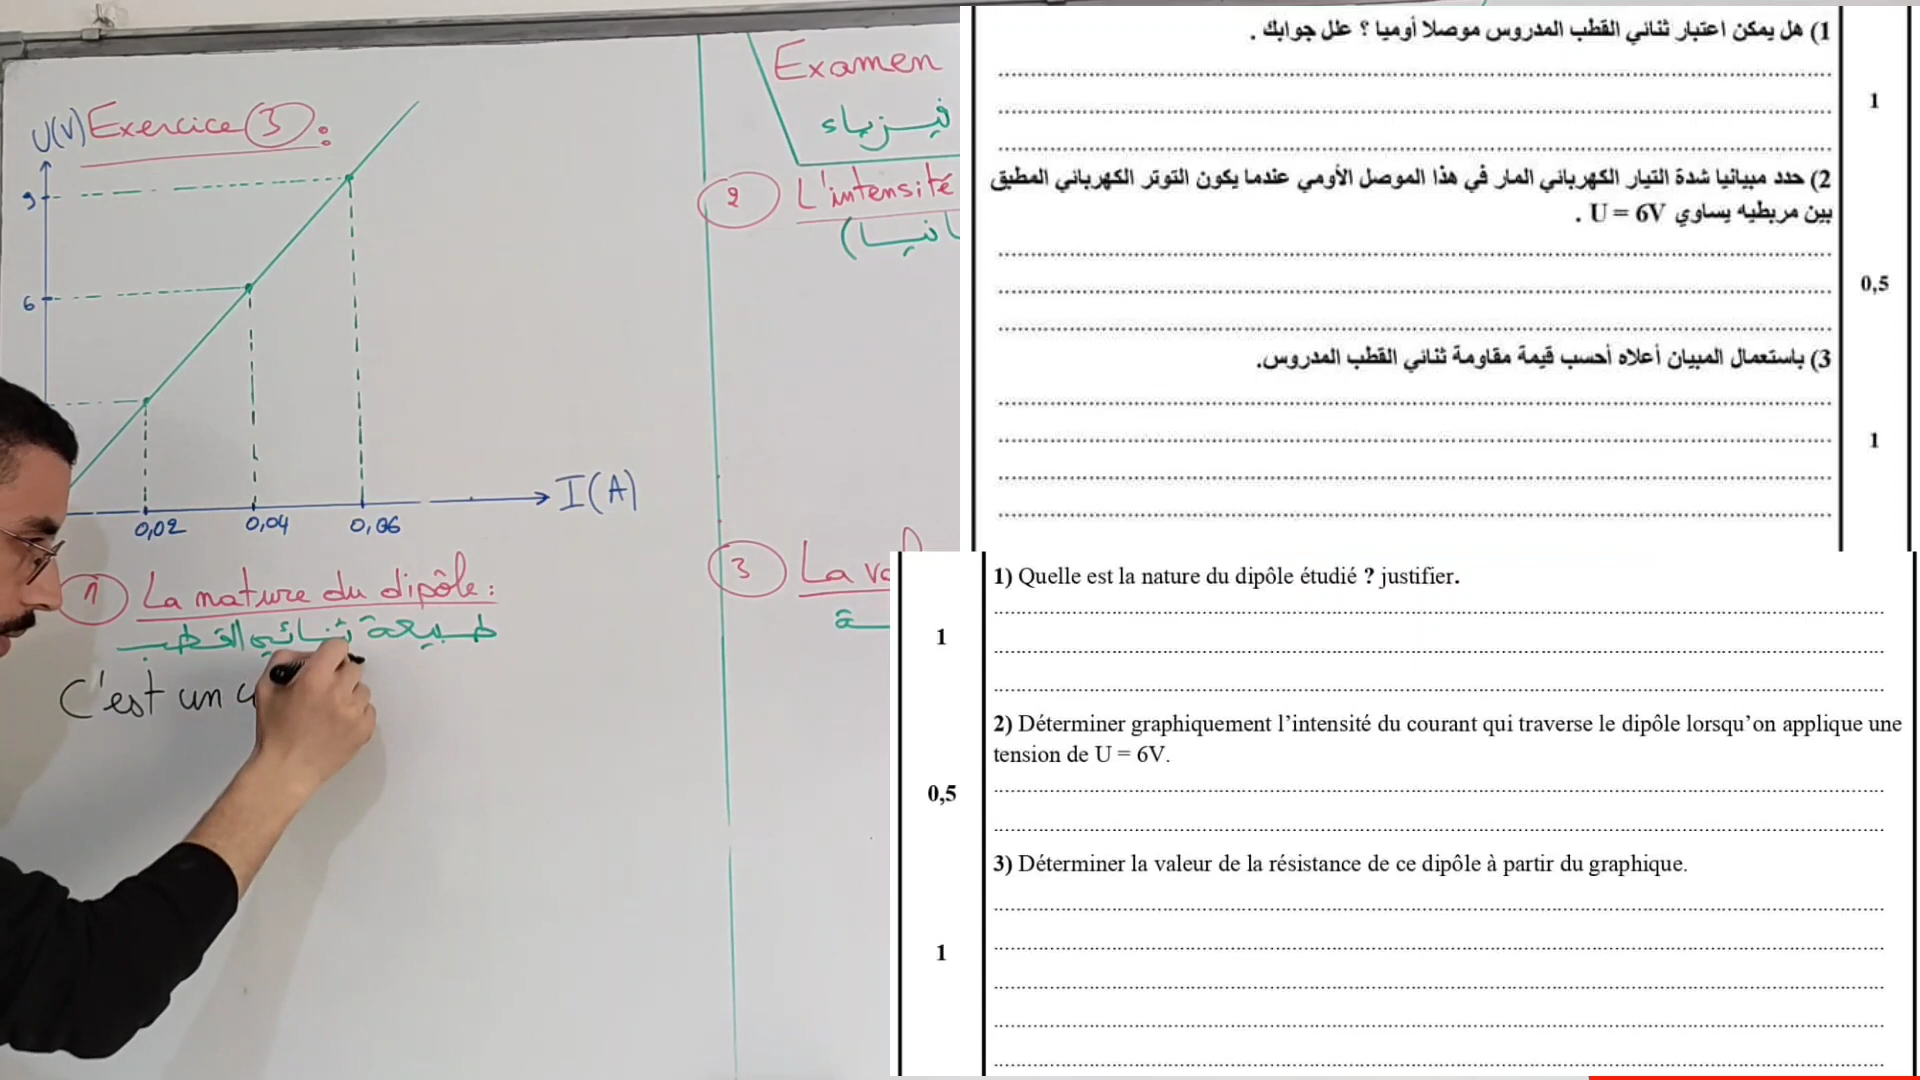 U(V) Exercice 3 :
9
6
0,02 0,04 0,06 I(A)
1 La nature du dipôle :
طبيعة ثنائي القطب
C'est un
Examen
فيزياء
2 L'intensité
3 La
1) هل يمكن اعتبار ثنائي القطب المدروس موصلا أوميا ؟ علل جوابك .
1
2) حدد مبيانيا شدة التيار الكهربائي المار في هذا الموصل الأومي عندما يكون التوتر الكهربائي المطبق
بين مربطيه يساوي U = 6V .
0,5
3) باستعمال المبيان أعلاه أحسب قيمة مقاومة ثنائي القطب المدروس.
1
1) Quelle est la nature du dipôle étudié ? justifier.
1
2) Déterminer graphiquement l’intensité du courant qui traverse le dipôle lorsqu’on applique une
tension de U = 6V.
0,5
3) Déterminer la valeur de la résistance de ce dipôle à partir du graphique.
1